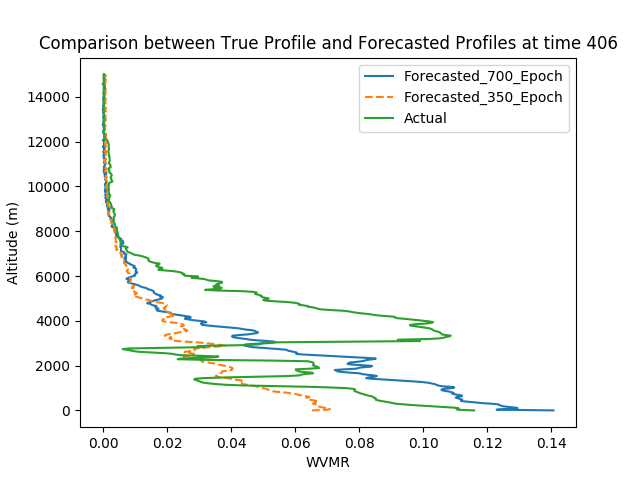 Comparison between True Profile and Forecasted Profiles at time 406
Forecasted_700_Epoch
Forecasted_350_Epoch
Actual
Altitude (m)
14000
12000
10000
8000
6000
4000
2000
0
0.00 0.02 0.04 0.06 0.08 0.10 0.12 0.14
WVMR